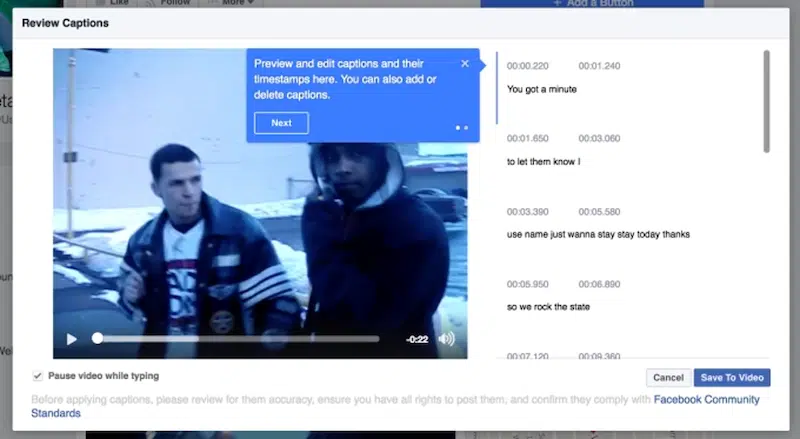 Like
Follow
More
+ Add a Button
Review Captions
Preview and edit captions and their
timestamps here. You can also add or
delete captions.
Next
00:00.220 00:01.240
You got a minute
00:01.650 00:03.060
to let them know I
00:03.390 00:05.580
use name just wanna stay stay today thanks
00:05.950 00:06.890
so we rock the state
00:07.120 00:09.360
-0:22
Pause video while typing
Cancel
Save To Video
Before applying captions, please review for them accuracy, ensure you have all rights to post them, and confirm they comply with Facebook Community
Standards